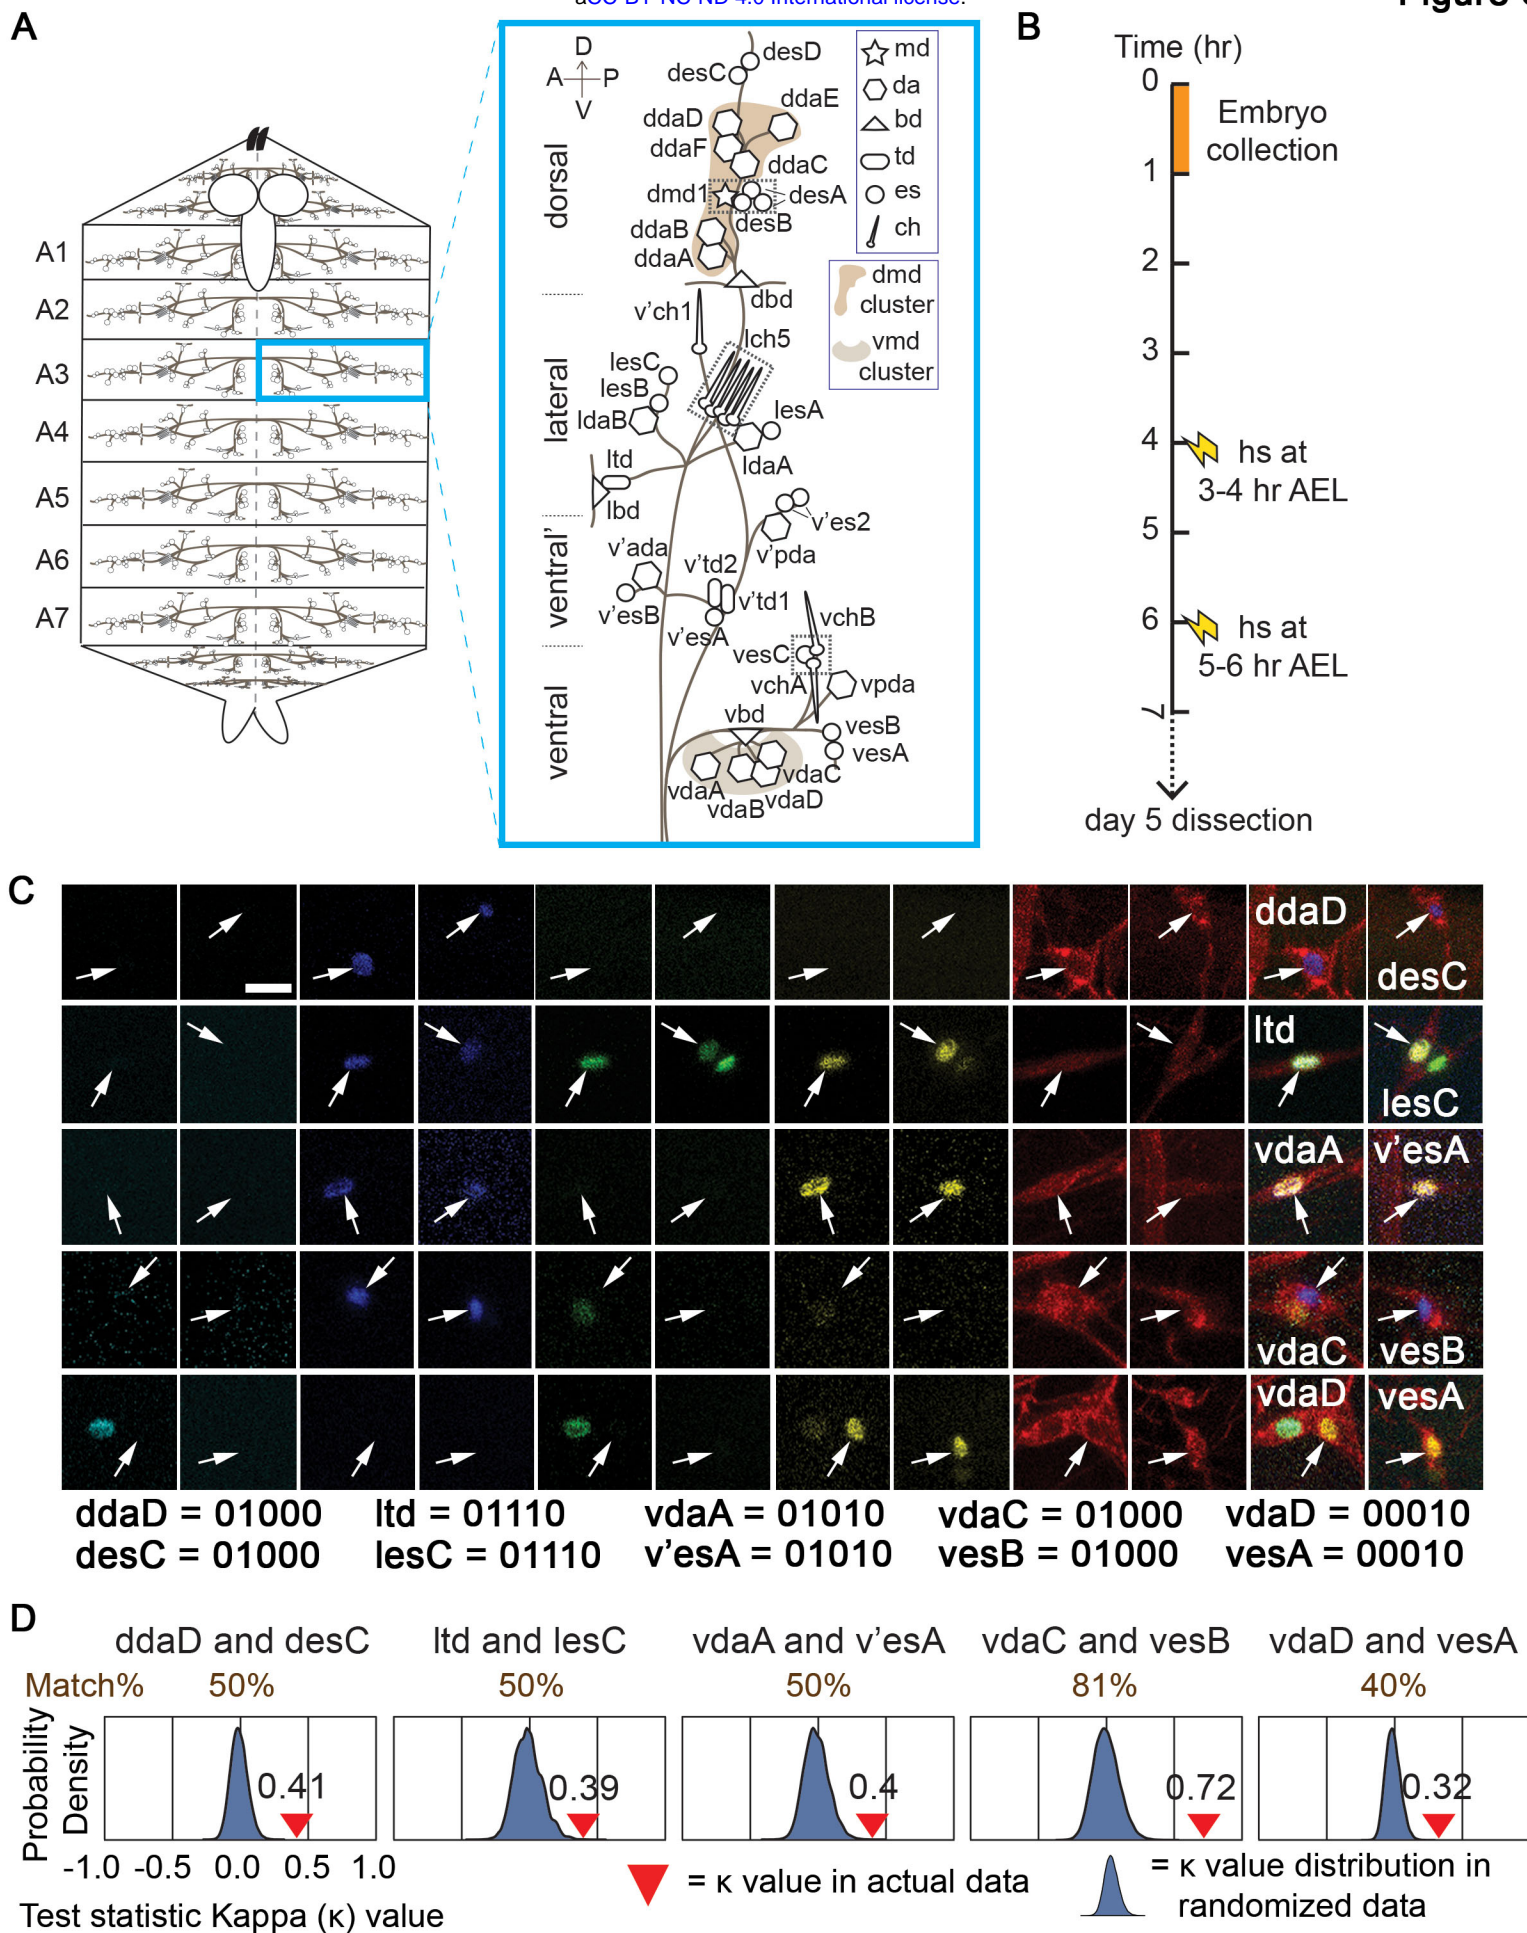 aCC-BY-NC-ND 4.0 International license.
A
B
D
A
P
V
dorsal
lateral
ventral'
ventral
desD
desC
ddaE
ddaD
ddaF
ddaC
dmd1
desA
desB
ddaB
ddaA
dbd
v'ch1
lch5
lesC
lesB
ldaB
lesA
ldaA
ltd
lbd
v'es2
v'pda
v'ada
v'td2
v'td1
v'esB
v'esA
vchB
vesC
vchA
vpda
vbd
vesB
vesA
vdaC
vdaA
vdaD
vdaB
md
da
bd
td
es
ch
dmd
cluster
vmd
cluster
A1
A2
A3
A4
A5
A6
A7
Time (hr)
0
1
2
3
4
5
6
7
Embryo
collection
hs at
3-4 hr AEL
hs at
5-6 hr AEL
day 5 dissection
C
ddaD
desC
ltd
lesC
vdaA
v'esA
vdaC
vesB
vdaD
vesA
ddaD = 01000 ltd = 01110 vdaA = 01010 vdaC = 01000 vdaD = 00010
desC = 01000 lesC = 01110 v'esA = 01010 vesB = 01000 vesA = 00010
D
ddaD and desC ltd and lesC vdaA and v'esA vdaC and vesB vdaD and vesA
Match% 50% 50% 50% 81% 40%
Probability
Density
0.41 0.39 0.4 0.72 0.32
-1.0 -0.5 0.0 0.5 1.0
Test statistic Kappa (κ) value
= κ value in actual data
= κ value distribution in
randomized data